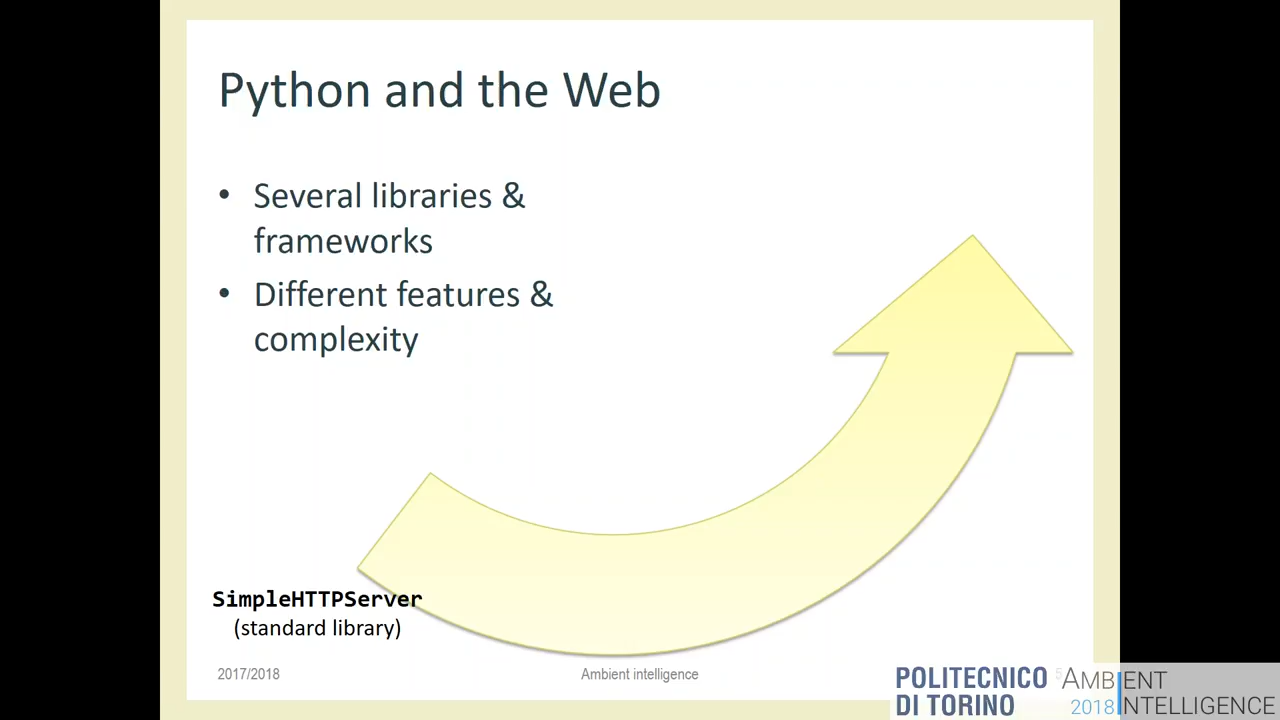 Python and the Web
• Several libraries &
frameworks
• Different features &
complexity
SimpleHTTPServer
(standard library)
2017/2018
Ambient intelligence
5
POLITECNICO
DI TORINO
AMBIENT
2018 INTELLIGENCE